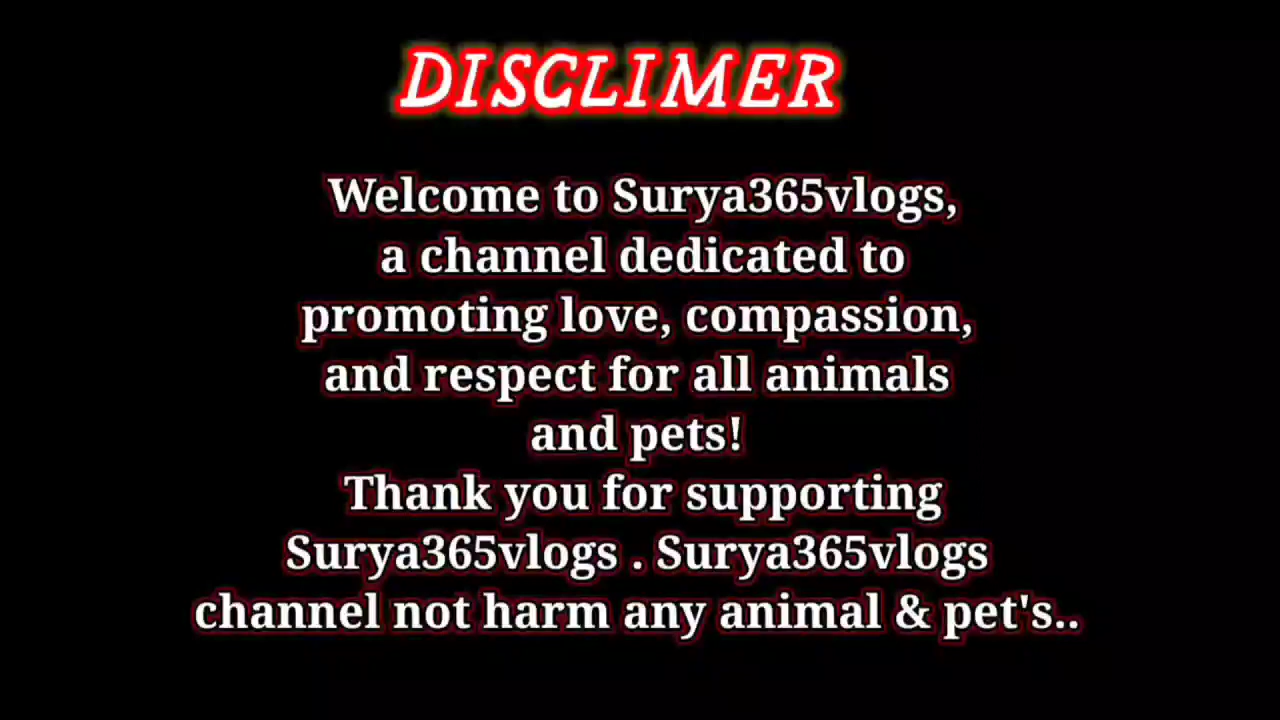 DISCLIMER
Welcome to Surya365vlogs,
a channel dedicated to
promoting love, compassion,
and respect for all animals
and pets!
Thank you for supporting
Surya365vlogs . Surya365vlogs
channel not harm any animal & pet's..